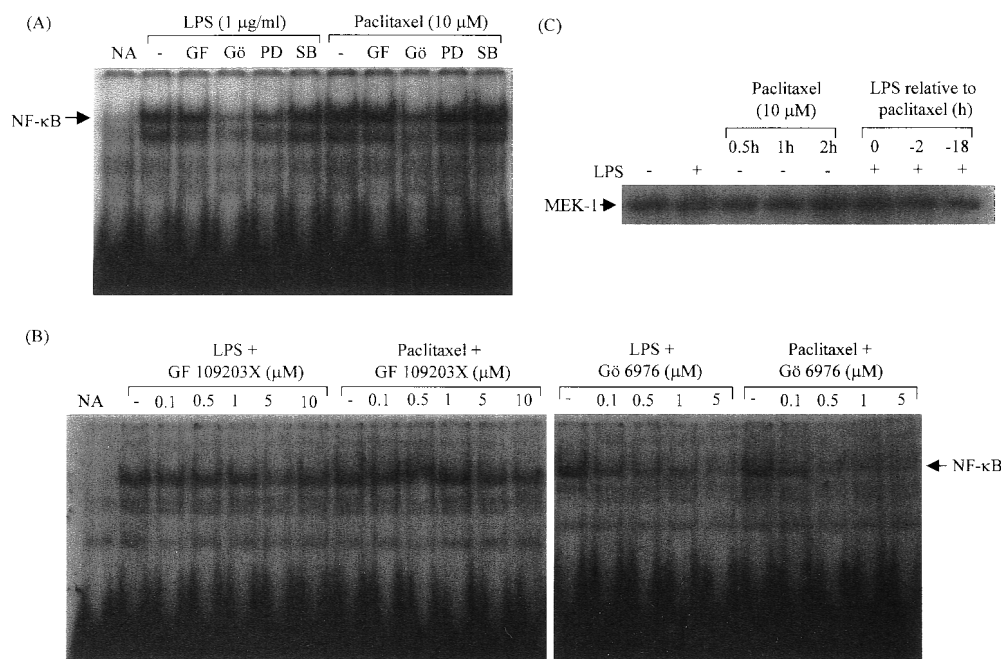 (A)
LPS (1 µg/ml) Paclitaxel (10 µM)
NA - GF Gö PD SB - GF Gö PD SB
NF-κB
(C)
Paclitaxel (10 µM) LPS relative to paclitaxel (h)
0.5h 1h 2h 0 -2 -18
LPS - + - - - + + +
MEK-1
(B)
LPS + Paclitaxel + LPS + Paclitaxel +
GF 109203X (µM) GF 109203X (µM) Gö 6976 (µM) Gö 6976 (µM)
NA - 0.1 0.5 1 5 10 - 0.1 0.5 1 5 10 - 0.1 0.5 1 5 - 0.1 0.5 1 5
NF-κB